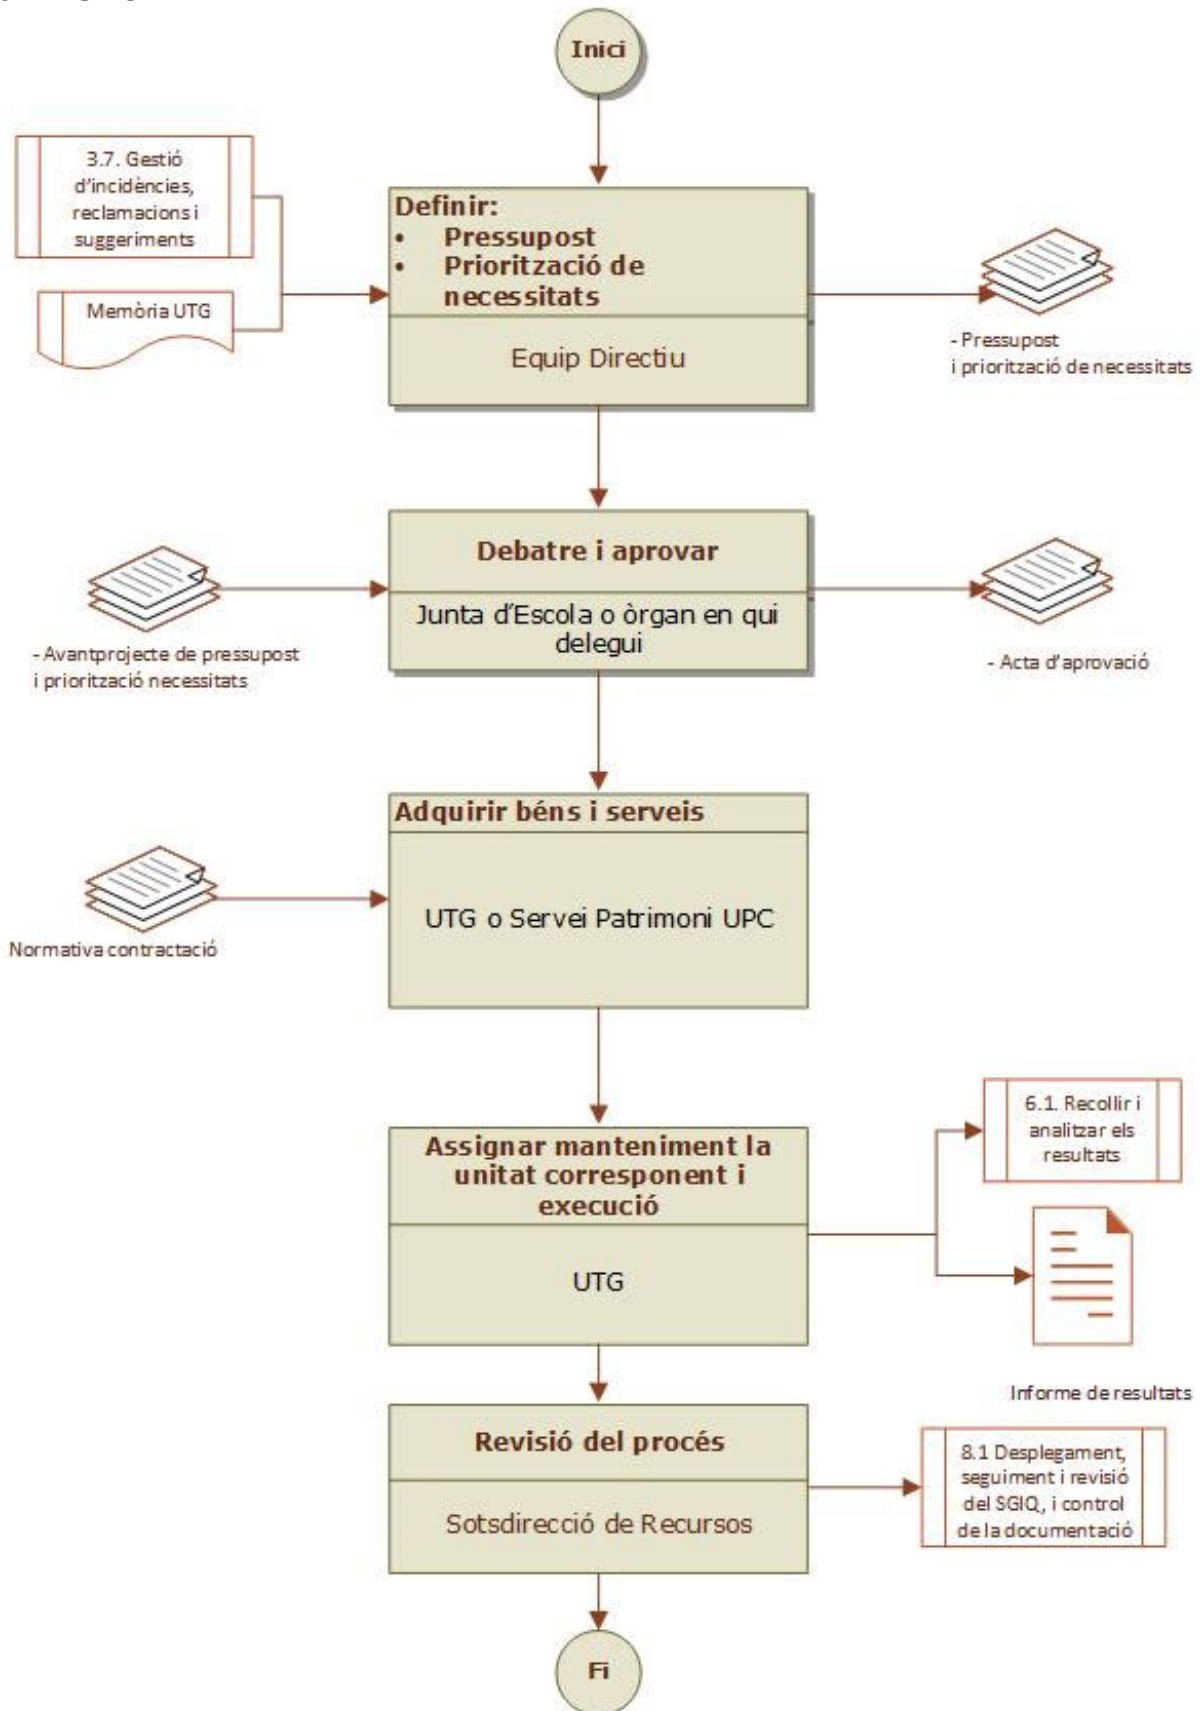 Inici
3.7. Gestió
d'incidències,
reclamacions i
suggeriments
Memòria UTG
Definir:
• Pressupost
• Priorització de
necessitats
Equip Directiu
- Pressupost
i priorització de necessitats
Debatre i aprovar
Junta d'Escola o òrgan en qui
delegui
- Avantprojecte de pressupost
i priorització necessitats
- Acta d'aprovació
Adquirir béns i serveis
UTG o Servei Patrimoni UPC
Normativa contractació
Assignar manteniment la
unitat corresponent i
execució
UTG
6.1. Recollir i
analitzar els
resultats
Informe de resultats
Revisió del procés
Sotsdirecció de Recursos
8.1 Desplegament,
seguiment i revisió
del SGIQ, i control
de la documentació
Fi